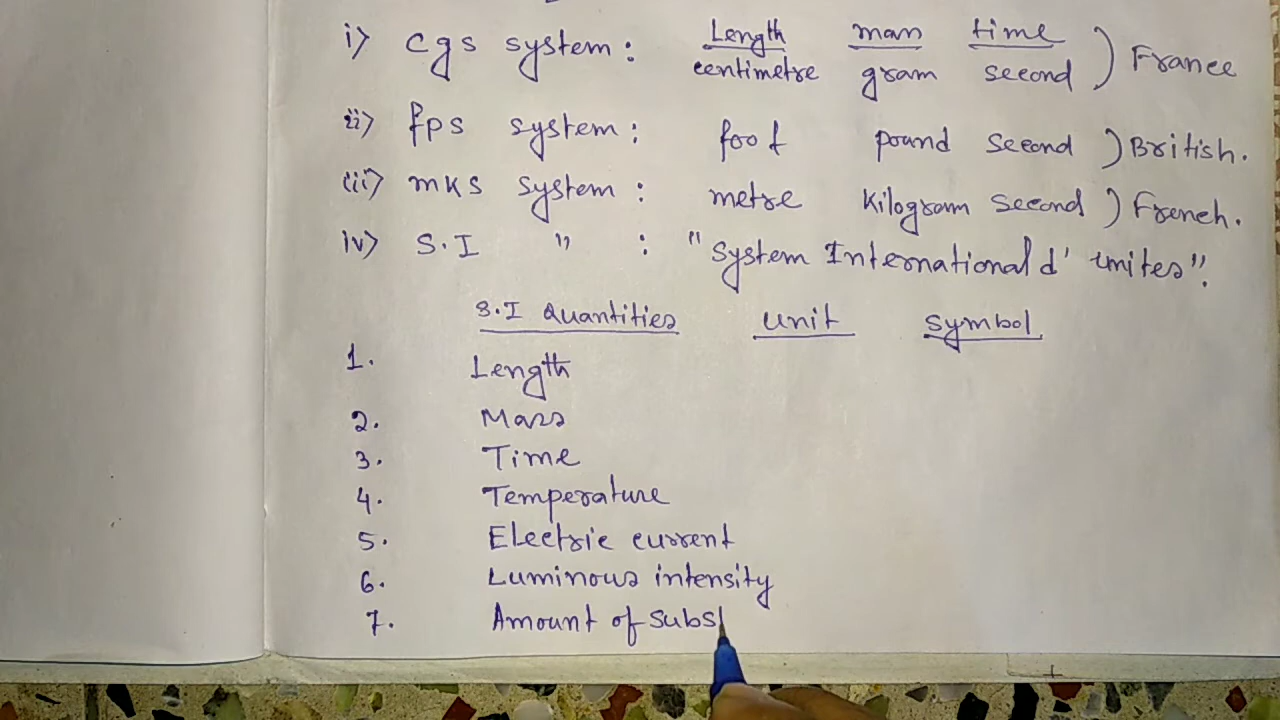 Length mass time
i) cgs system : centimetre gram second ) France
ii) fps system : foot pound second ) British.
iii) mks system : metre kilogram second ) French.
iv) S.I " : "System International d' unites".
S.I Quantities unit symbol
1. Length
2. Mass
3. Time
4. Temperature
5. Electric current
6. Luminous intensity
7. Amount of subst